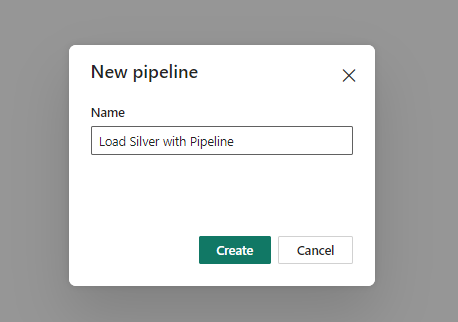 New pipeline
Name
Load Silver with Pipeline
Create
Cancel